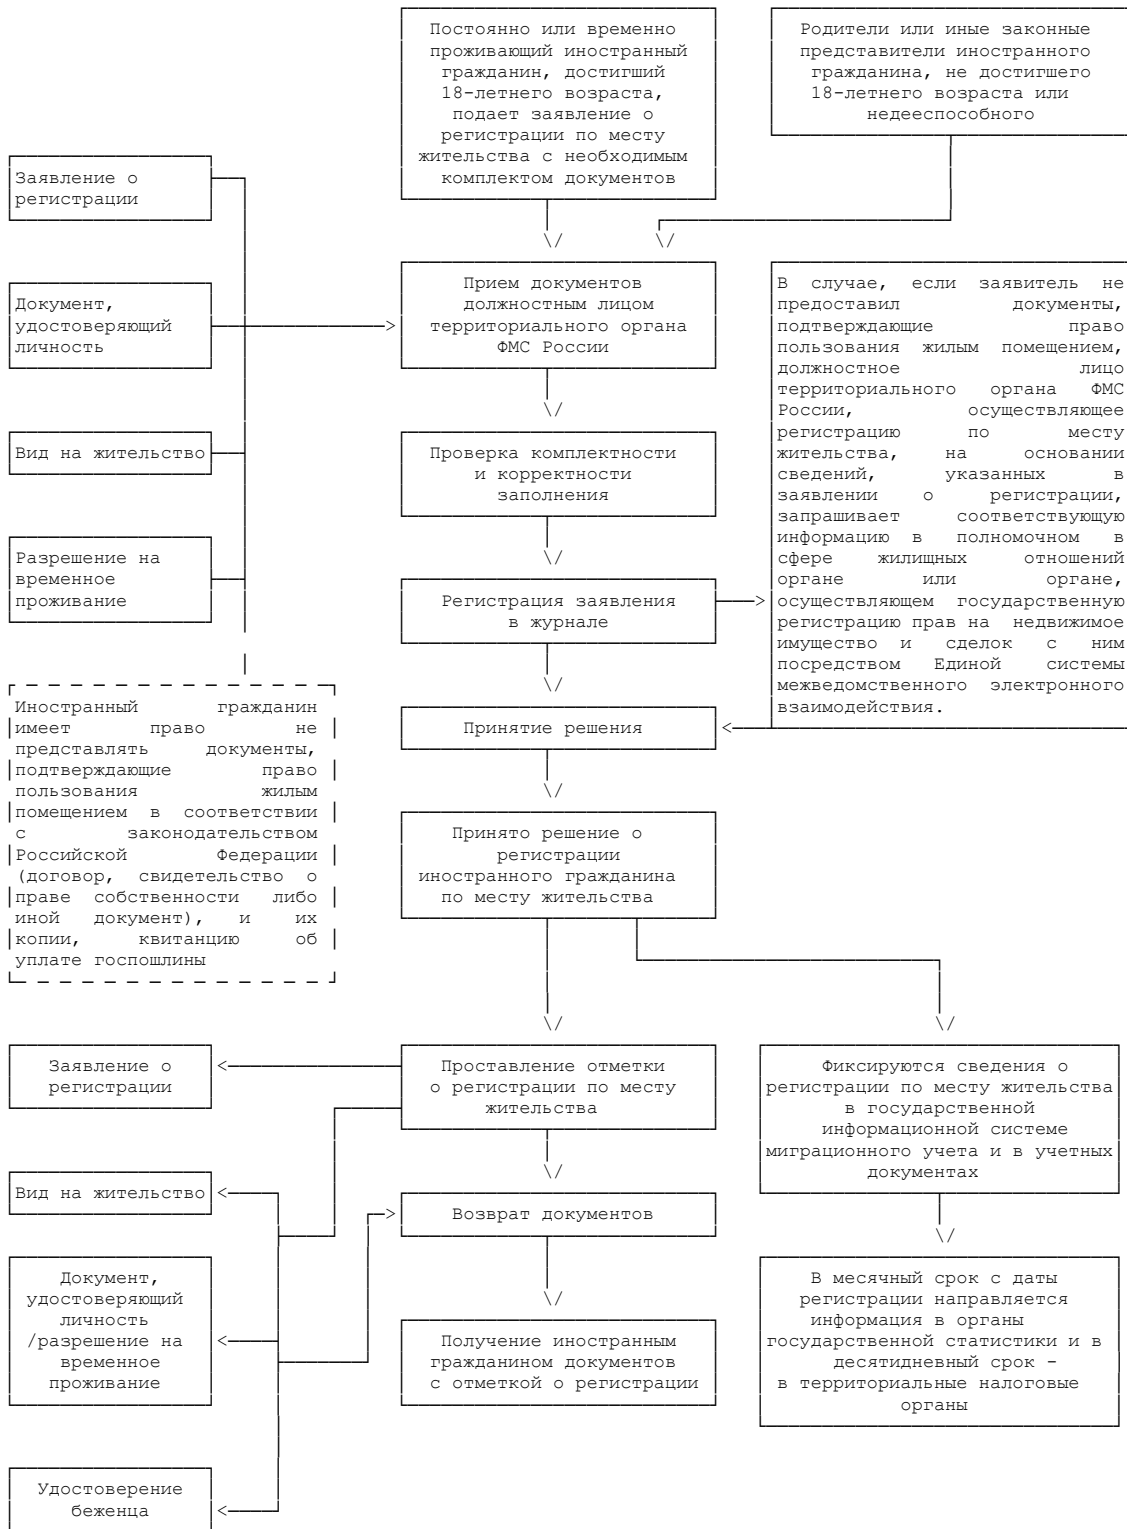 Постоянно или временно
проживающий иностранный
гражданин, достигший
18-летнего возраста,
подает заявление о
регистрации по месту
жительства с необходимым
комплектом документов
Родители или иные законные
представители иностранного
гражданина, не достигшего
18-летнего возраста или
недееспособного
Заявление о
регистрации
Документ,
удостоверяющий
личность
Вид на жительство
Разрешение на
временное
проживание
Иностранный гражданин
имеет право не
представлять документы,
подтверждающие право
пользования жилым
помещением в соответствии
с законодательством
Российской Федерации
(договор, свидетельство о
праве собственности либо
иной документ), и их
копии, квитанцию об
уплате госпошлины
Прием документов
должностным лицом
территориального органа
ФМС России
Проверка комплектности
и корректности
заполнения
Регистрация заявления
в журнале
В случае, если заявитель не
предоставил документы,
подтверждающие право
пользования жилым помещением,
должностное лицо
территориального органа ФМС
России, осуществляющее
регистрацию по месту
жительства, на основании
сведений, указанных в
заявлении о регистрации,
запрашивает соответствующую
информацию в полномочном в
сфере жилищных отношений
органе или органе,
осуществляющем государственную
регистрацию прав на недвижимое
имущество и сделок с ним
посредством Единой системы
межведомственного электронного
взаимодействия.
Принятие решения
Принято решение о
регистрации
иностранного гражданина
по месту жительства
Проставление отметки
о регистрации по месту
жительства
Фиксируются сведения о
регистрации по месту жительства
в государственной
информационной системе
миграционного учета и в учетных
документах
Заявление о
регистрации
Вид на жительство
Документ,
удостоверяющий
личность
/разрешение на
временное
проживание
Удостоверение
беженца
Возврат документов
Получение иностранным
гражданином документов
с отметкой о регистрации
В месячный срок с даты
регистрации направляется
информация в органы
государственной статистики и в
десятидневный срок -
в территориальные налоговые
органы